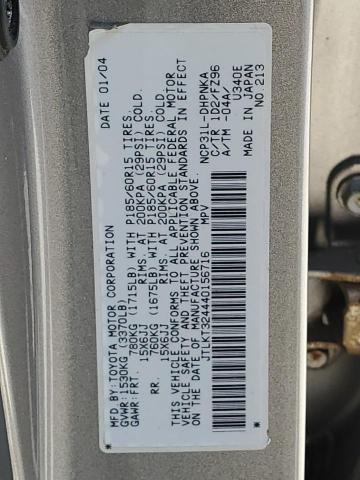 MFD.BY:TOYOTA MOTOR CORPORATION DATE 01/04
GVWR:1530KG (3370LB)
GAWR:FRT. 780KG (1715LB) WITH P185/60R15 TIRES.
15X6JJ RIMS. AT 200KPA (29PSI) COLD.
RR. 760KG (1675LB) WITH P185/60R15 TIRES.
15X6JJ RIMS. AT 200KPA (29PSI) COLD.
THIS VEHICLE CONFORMS TO ALL APPLICABLE FEDERAL MOTOR
VEHICLE SAFETY AND THEFT PREVENTION STANDARDS IN EFFECT
ON THE DATE OF MANUFACTURE SHOWN ABOVE.
*JTLKT324440156716* MPV
NCP31L-DHPNKA
C/TR 1D2/FZ96
A/TM -04A/ U340E
MADE IN JAPAN
NO.213